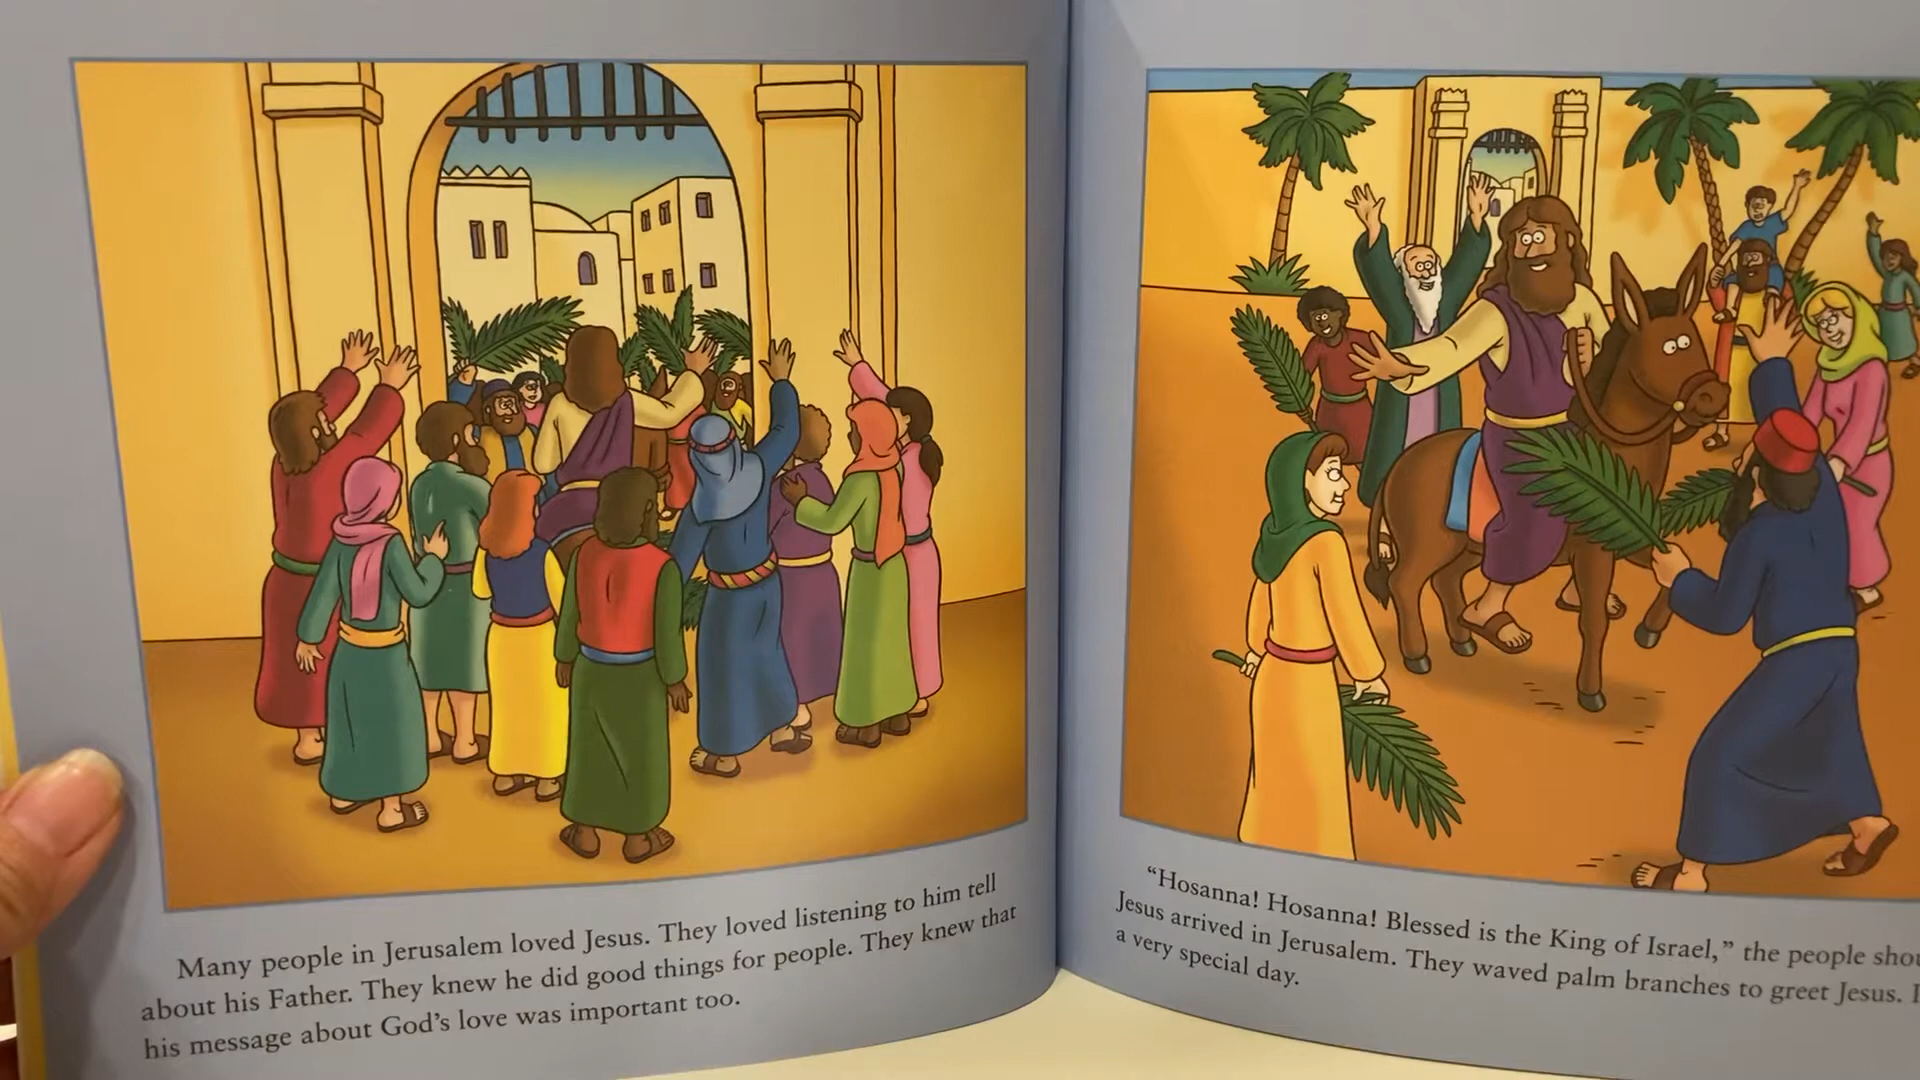 Many people in Jerusalem loved Jesus. They loved listening to him tell
about his Father. They knew he did good things for people. They knew that
his message about God's love was important too.
“Hosanna! Hosanna! Blessed is the King of Israel,” the people
Jesus arrived in Jerusalem. They waved palm branches to greet Jesus.
a very special day.